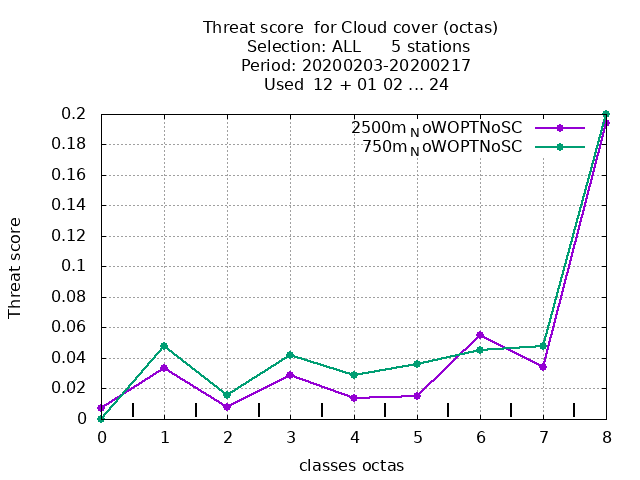 Threat score  for Cloud cover (octas)
Selection: ALL      5 stations
Period: 20200203-20200217
Used  12 + 01 02 ... 24
2500m_NoWOPTNoSC
750m_NoWOPTNoSC
0.2
0.18
0.16
0.14
0.12
0.1
0.08
0.06
0.04
0.02
0
Threat score
0 1 2 3 4 5 6 7 8
classes octas